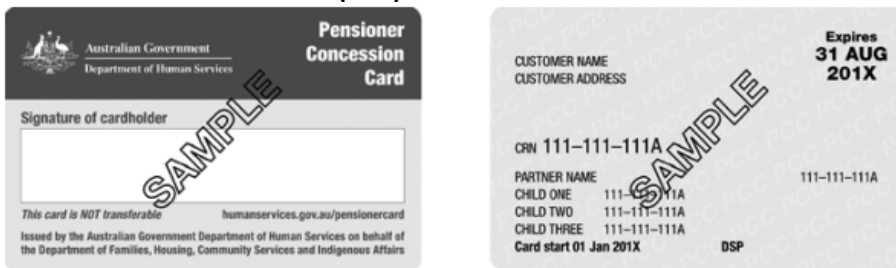 Australian Government
Department of Human Services
Pensioner
Concession
Card
Signature of cardholder
SAMPLE
This card is NOT transferable humanservices.gov.au/pensionercard
Issued by the Australian Government Department of Human Services on behalf of
the Department of Families, Housing, Community Services and Indigenous Affairs
Expires
31 AUG
201X
CUSTOMER NAME
CUSTOMER ADDRESS
CRN 111–111–111A
SAMPLE
PARTNER NAME 111–111–111A
CHILD ONE 111–111–111A
CHILD TWO 111–111–111A
CHILD THREE 111–111–111A
Card start 01 Jan 201X DSP